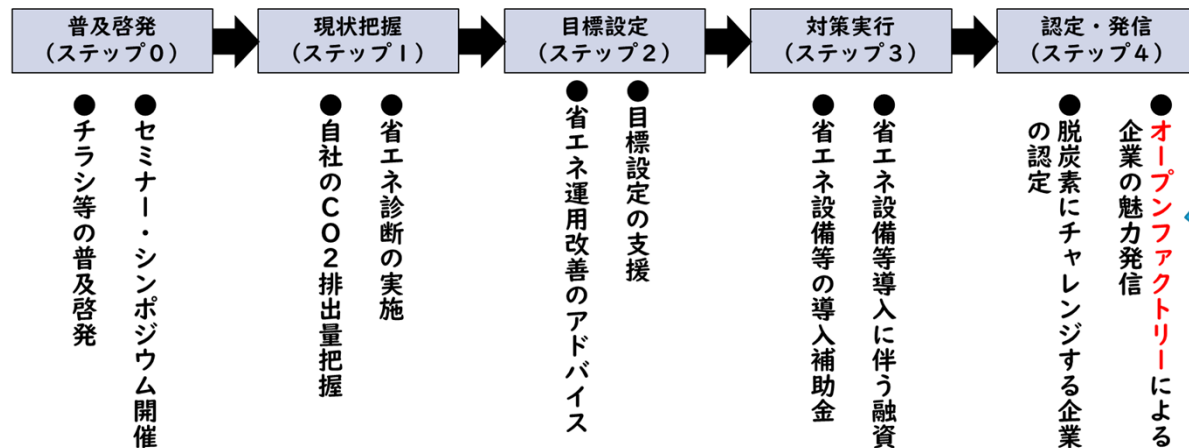 普及啓発
(ステップ0)
現状把握
(ステップ1)
目標設定
(ステップ2)
対策実行
(ステップ3)
認定・発信
(ステップ4)
●セミナー・シンポジウム開催
●チラシ等の普及啓発
●省エネ診断の実施
●自社のCO2排出量把握
●目標設定の支援
●省エネ運用改善のアドバイス
●省エネ設備等導入に伴う融資
●省エネ設備等の導入補助金
●オープンファクトリーによる
企業の魅力発信
●脱炭素にチャレンジする企業
の認定